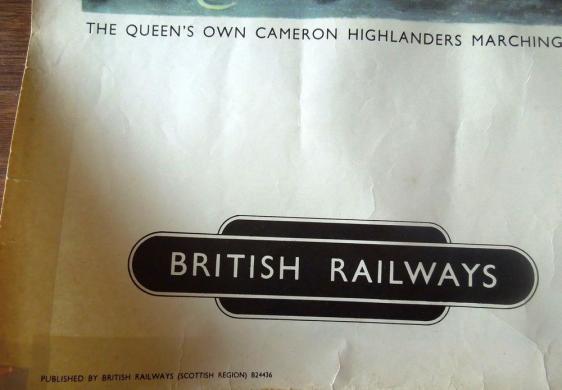 THE QUEEN'S OWN CAMERON HIGHLANDERS MARCHING
BRITISH RAILWAYS
PUBLISHED BY BRITISH RAILWAYS (SCOTTISH REGION) B24436